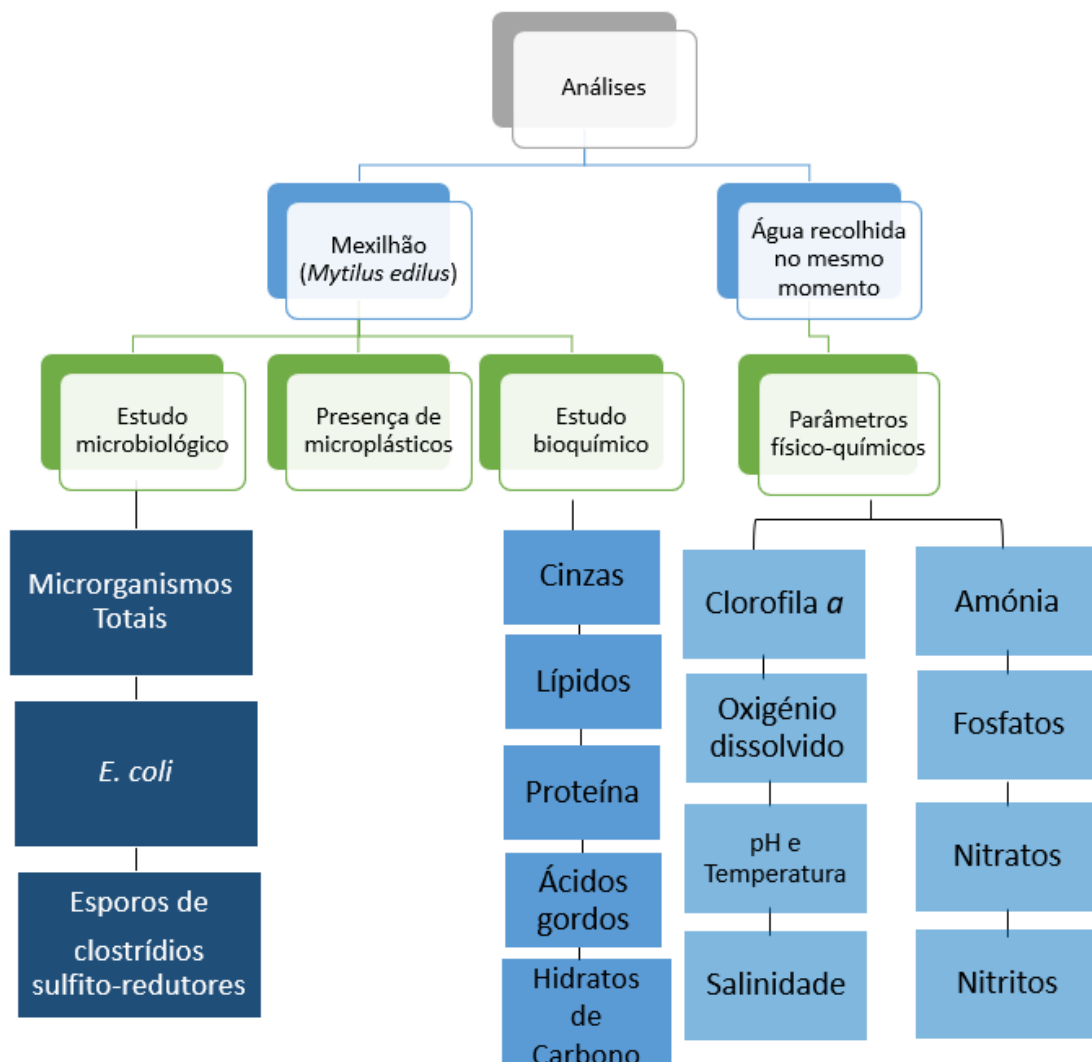 Análises
Mexilhão
(Mytilus edilus)
Água recolhida
no mesmo
momento
Estudo
microbiológico
Presença de
microplásticos
Estudo
bioquímico
Parâmetros
físico-químicos
Microrganismos
Totais
E. coli
Esporos de
clostrídios
sulfito-redutores
Cinzas
Lípidos
Proteína
Ácidos
gordos
Hidratos
de
Carbono
Clorofila a
Oxigénio
dissolvido
pH e
Temperatura
Salinidade
Amónia
Fosfatos
Nitratos
Nitritos